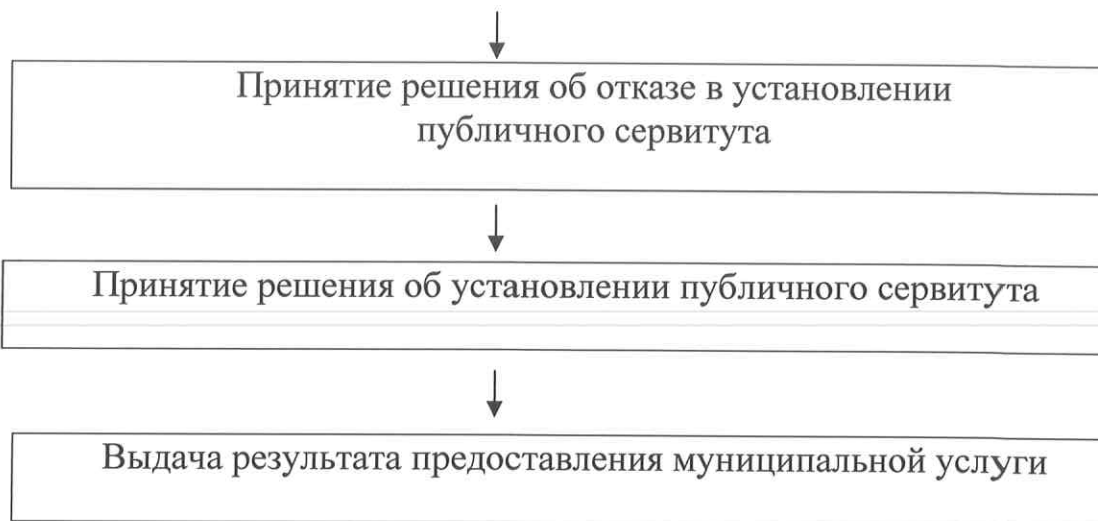 Принятие решения об отказе в установлении
публичного сервитута
Принятие решения об установлении публичного сервитута
Выдача результата предоставления муниципальной услуги